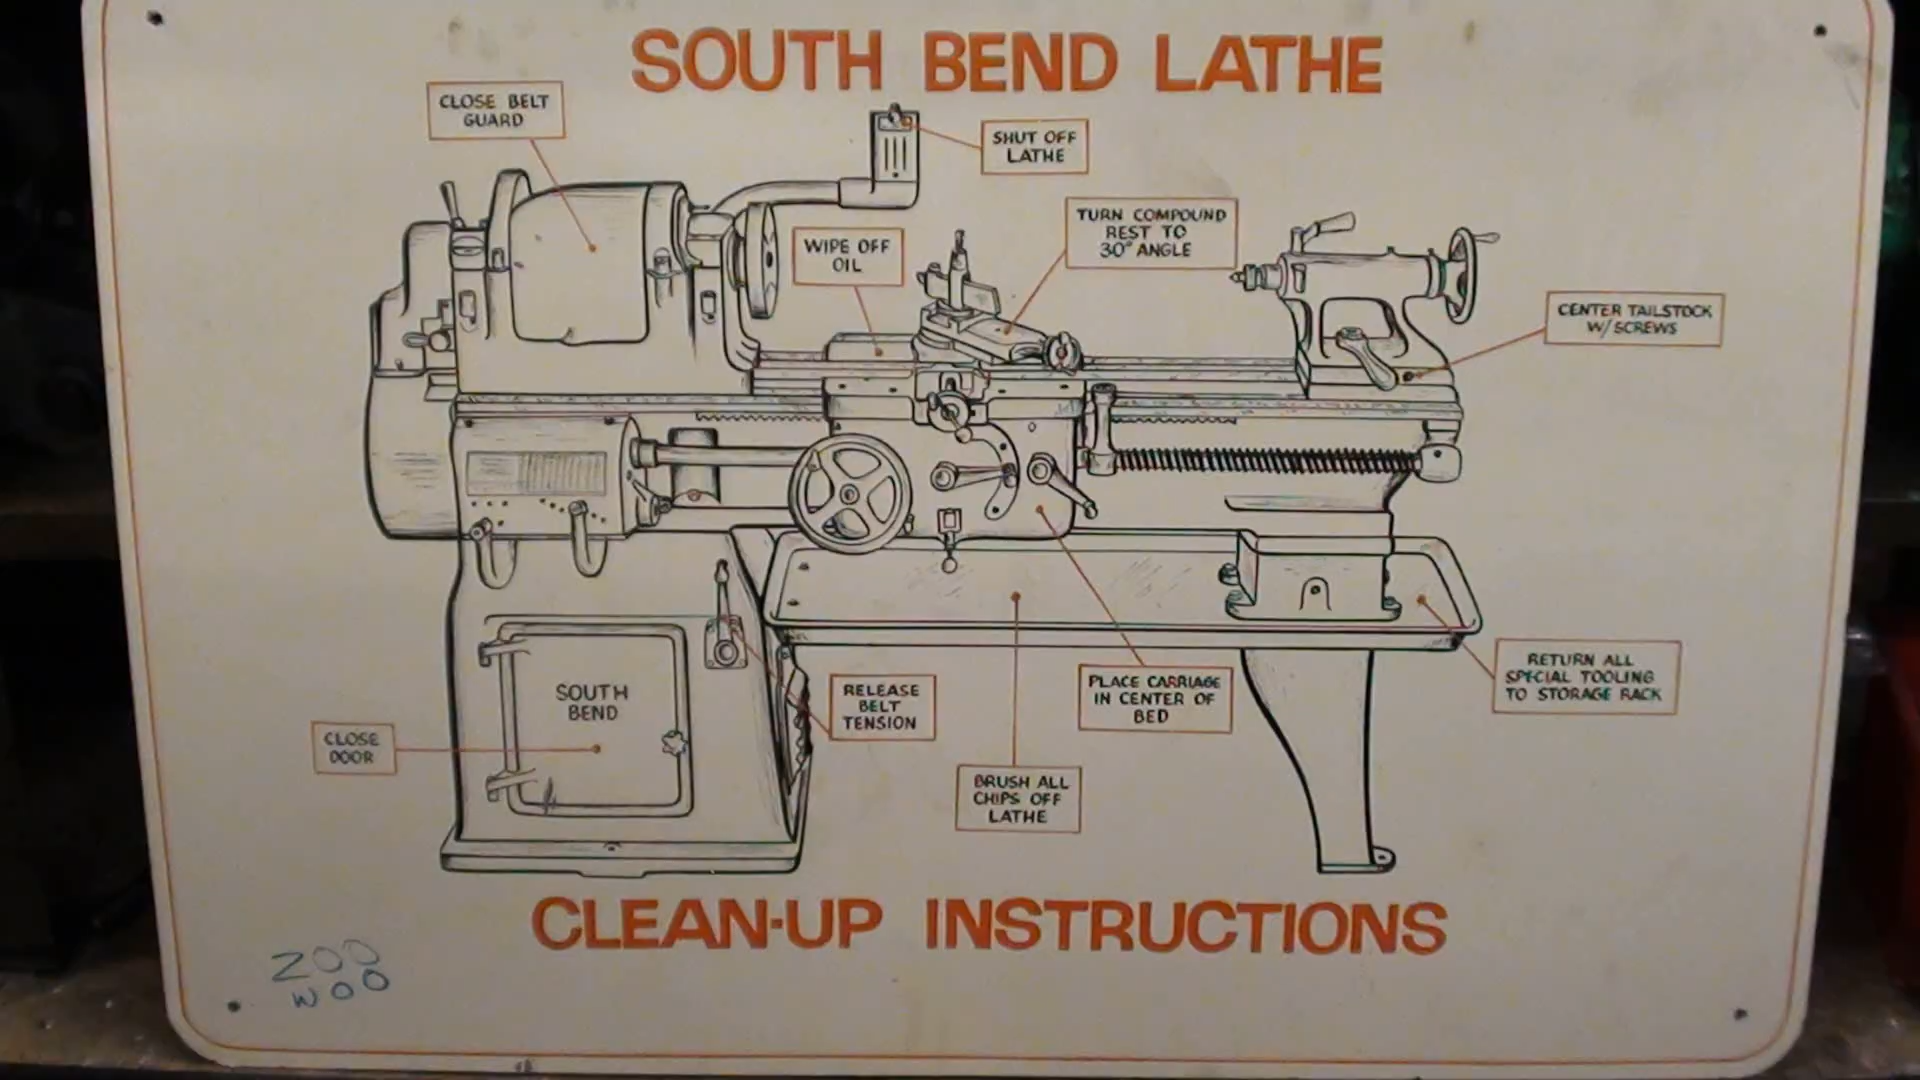 SOUTH BEND LATHE
CLOSE BELT
GUARD
SHUT OFF
LATHE
TURN COMPOUND
REST TO
30° ANGLE
WIPE OFF
OIL
CENTER TAILSTOCK
W/SCREWS
SOUTH
BEND
CLOSE
DOOR
RELEASE
BELT
TENSION
PLACE CARRIAGE
IN CENTER OF
BED
RETURN ALL
SPECIAL TOOLING
TO STORAGE RACK
BRUSH ALL
CHIPS OFF
LATHE
CLEAN-UP INSTRUCTIONS
ZOO
WOO